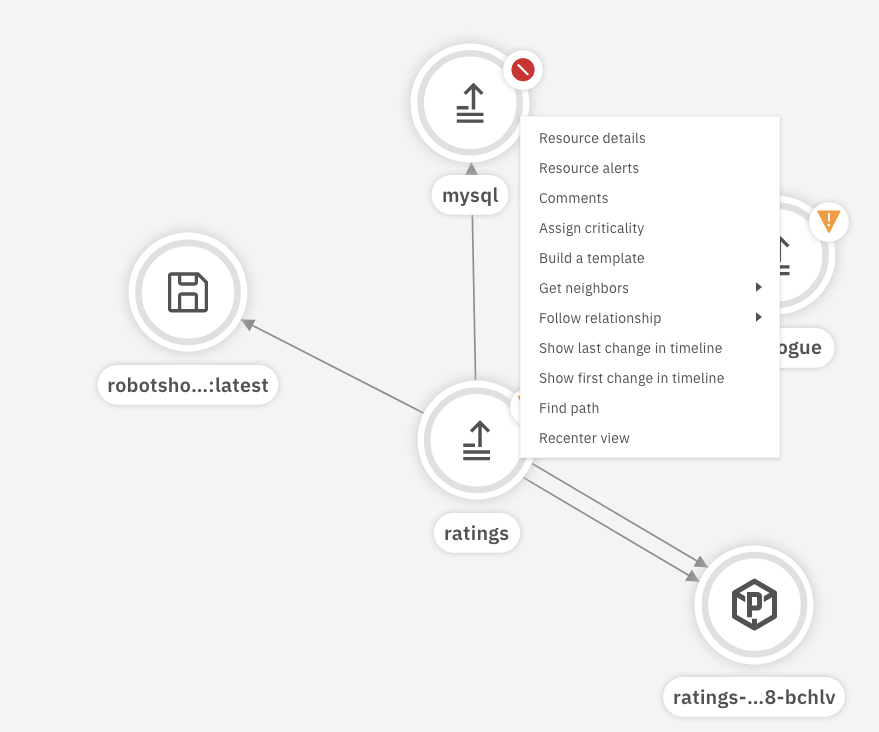 mysql
Resource details
Resource alerts
Comments
Assign criticality
Build a template
Get neighbors
Follow relationship
Show last change in timeline
Show first change in timeline
Find path
Recenter view
ogue
robotsho...:latest
ratings
P
ratings-...8-bchlv